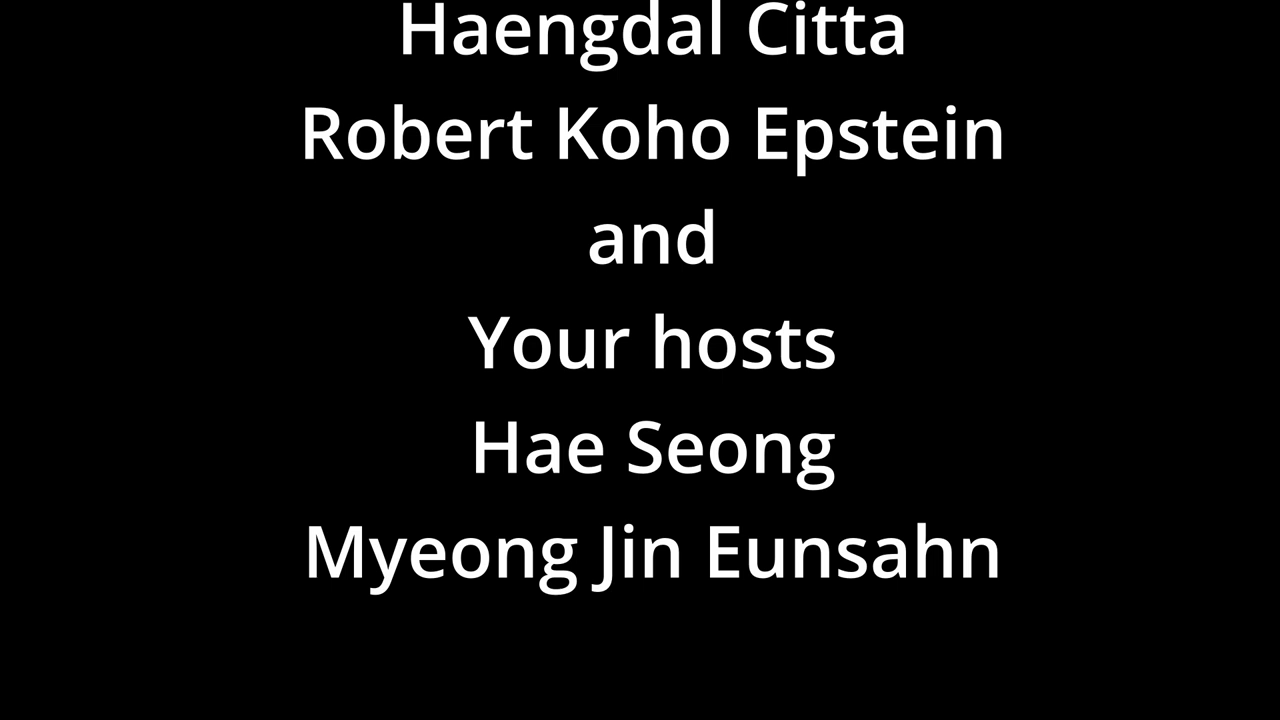 Haengdal Citta
Robert Koho Epstein
and
Your hosts
Hae Seong
Myeong Jin Eunsahn